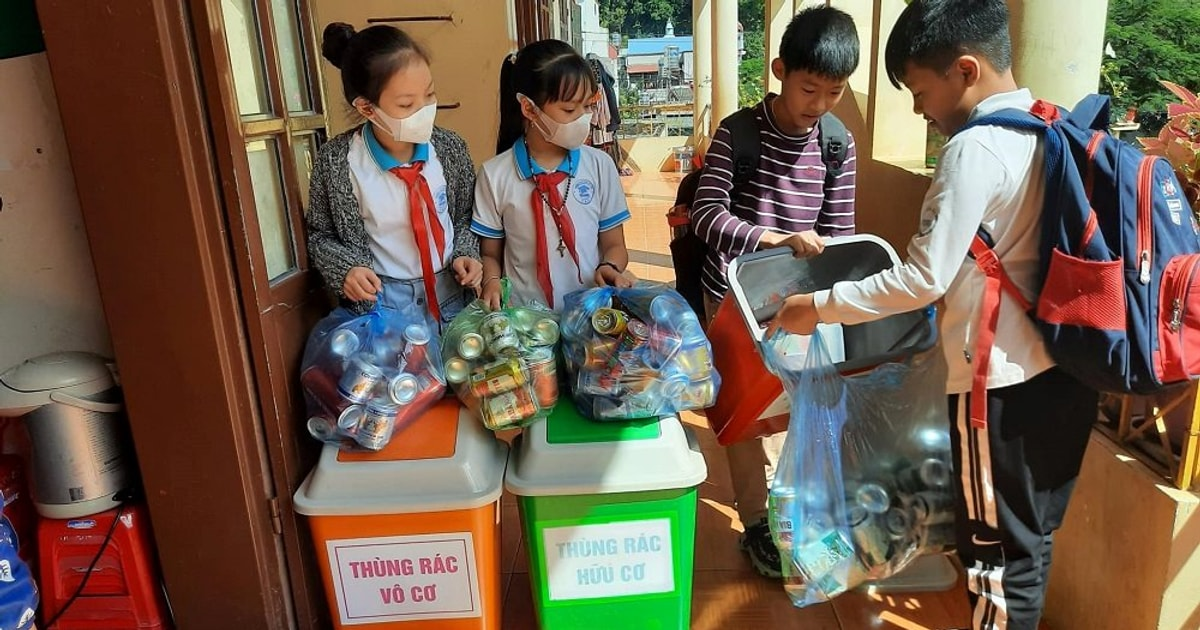 THÙNG RÁC
VÔ CƠ
THÙNG RÁC
HỮU CƠ